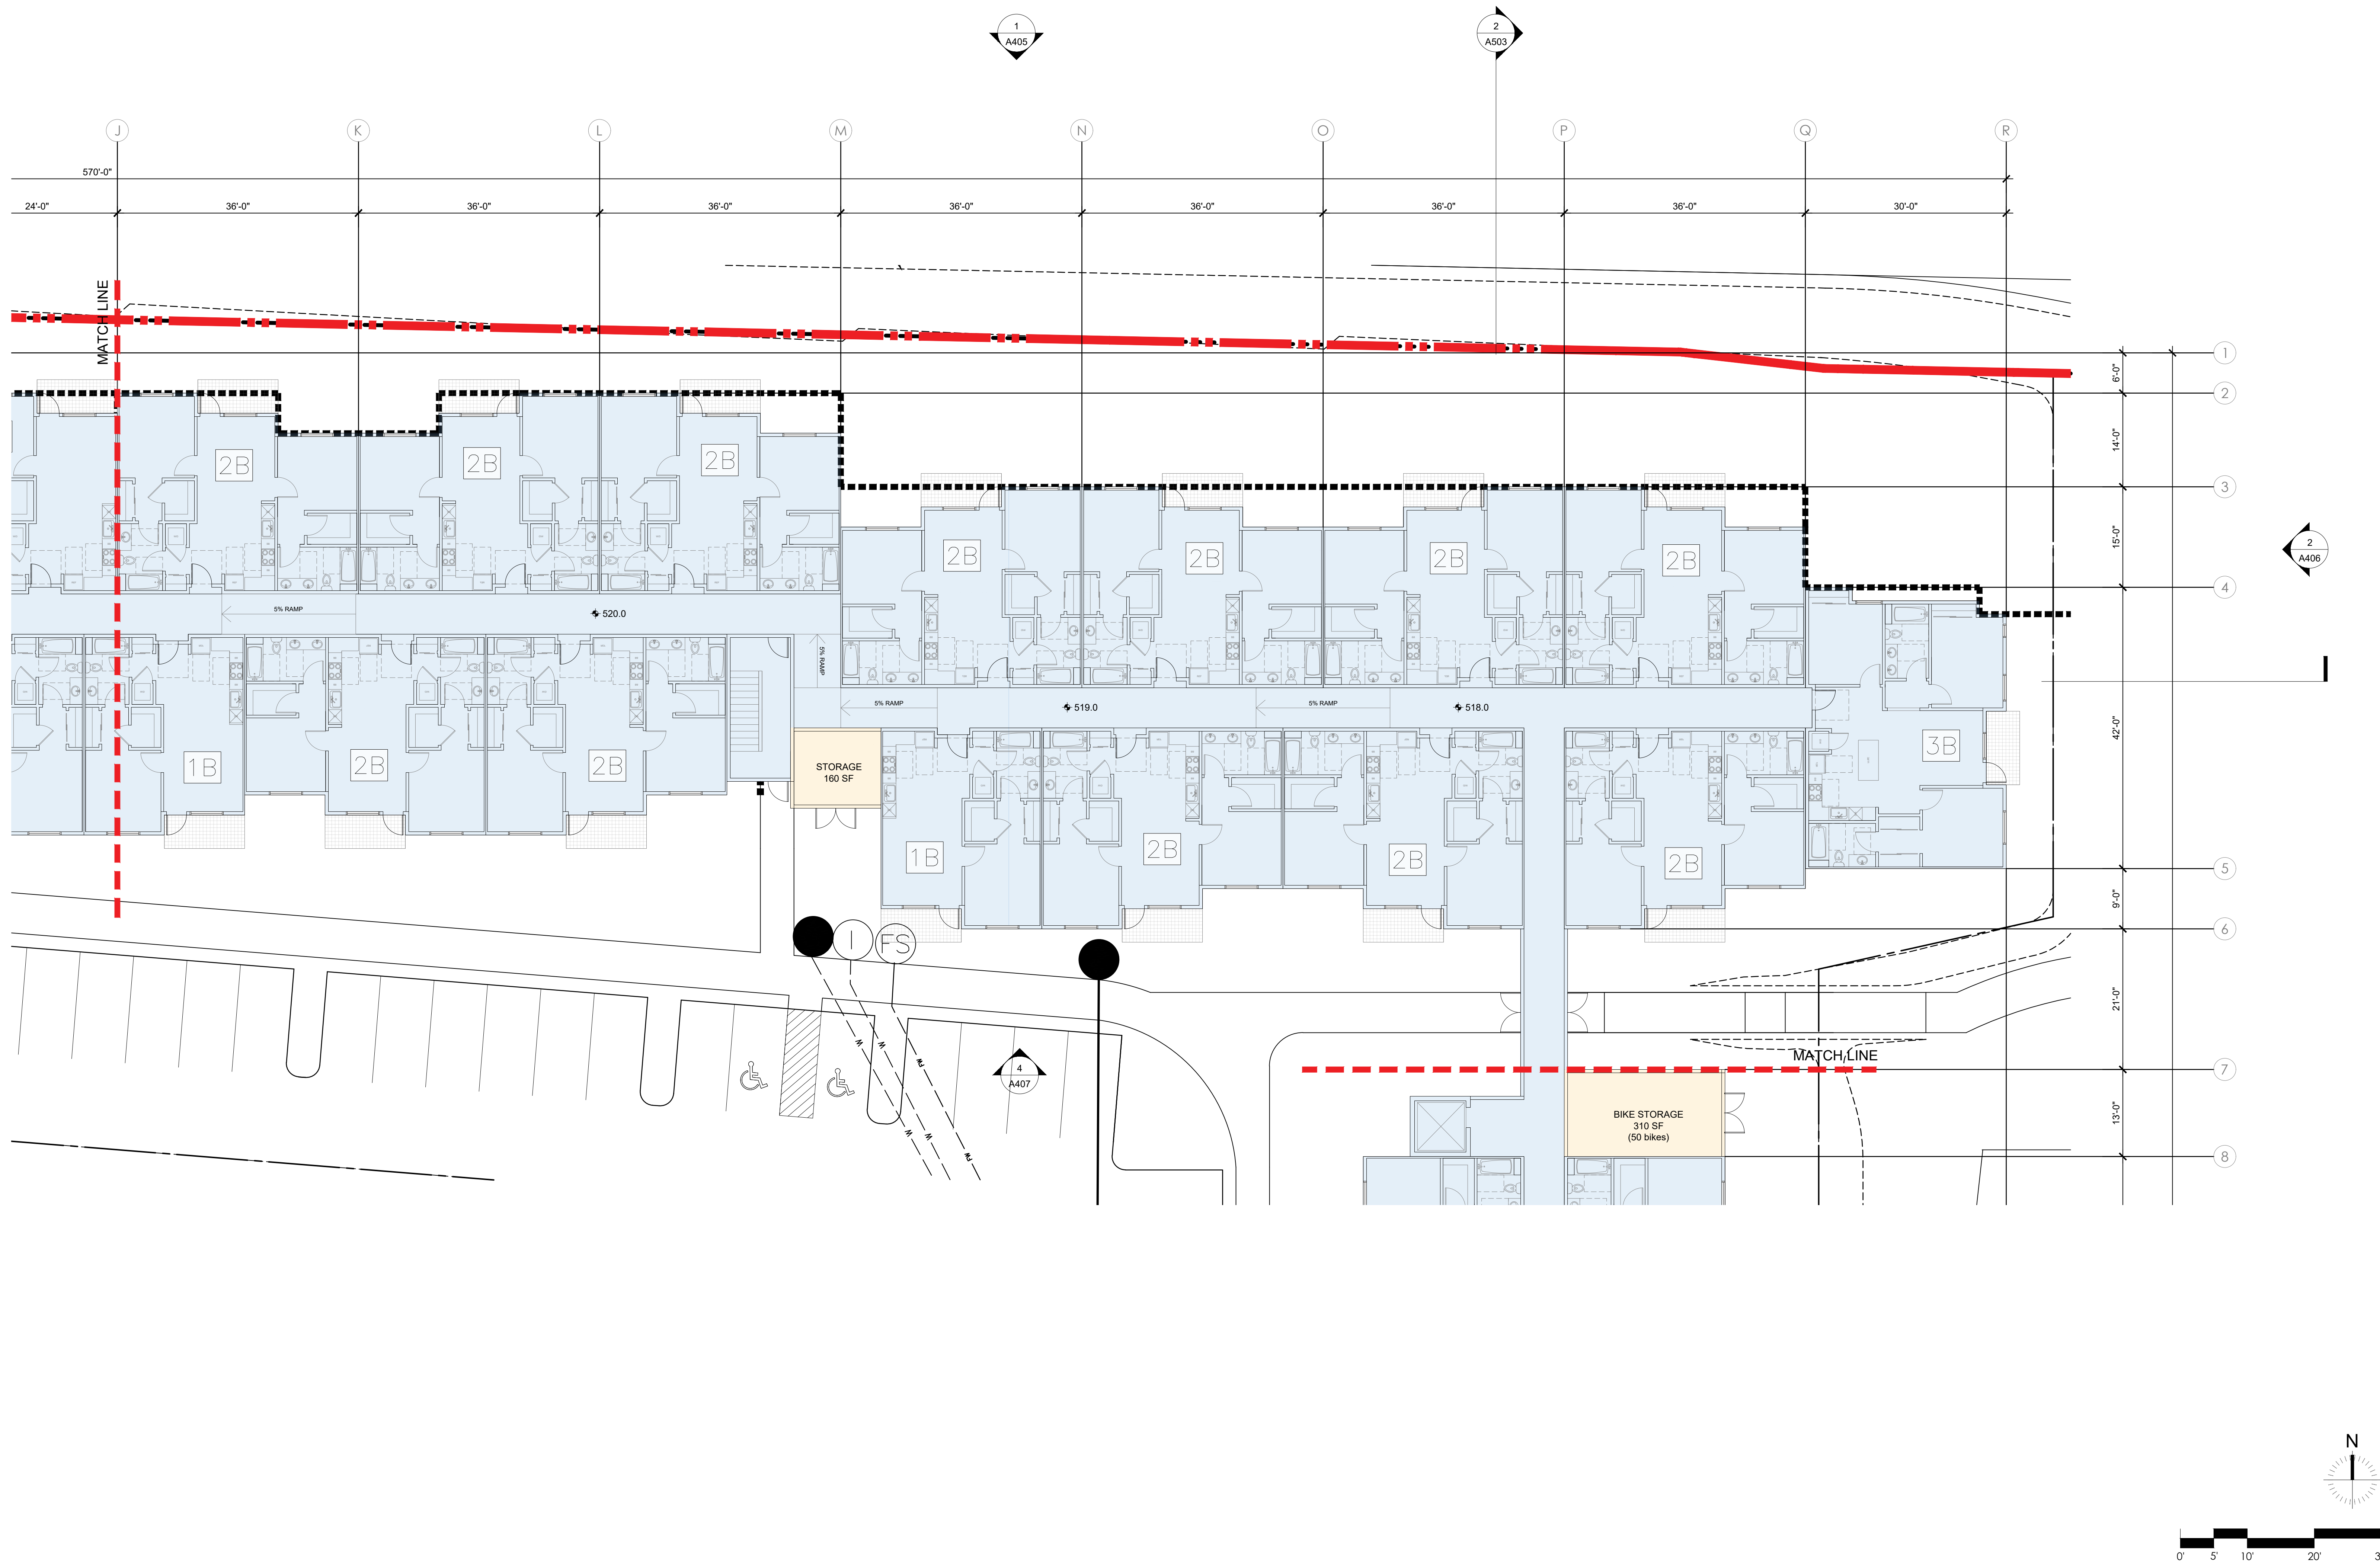 1
A405
2
A503
J
K
L
M
N
O
P
Q
R
570'-0"
24'-0"
36'-0"
36'-0"
36'-0"
36'-0"
36'-0"
36'-0"
36'-0"
30'-0"
MATCH LINE
1
6'-0"
2
14'-0"
3
15'-0"
4
42'-0"
5
9'-0"
6
21'-0"
7
13'-0"
8
2
A406
2B
2B
2B
2B
2B
2B
2B
5% RAMP
520.0
5% RAMP
5% RAMP
519.0
5% RAMP
518.0
1B
2B
2B
STORAGE
160 SF
3B
1B
2B
2B
2B
I
FS
W
W
FW
W
W
FW
4
A407
MATCH LINE
BIKE STORAGE
310 SF
(50 bikes)
N
0'
5'
10'
20'